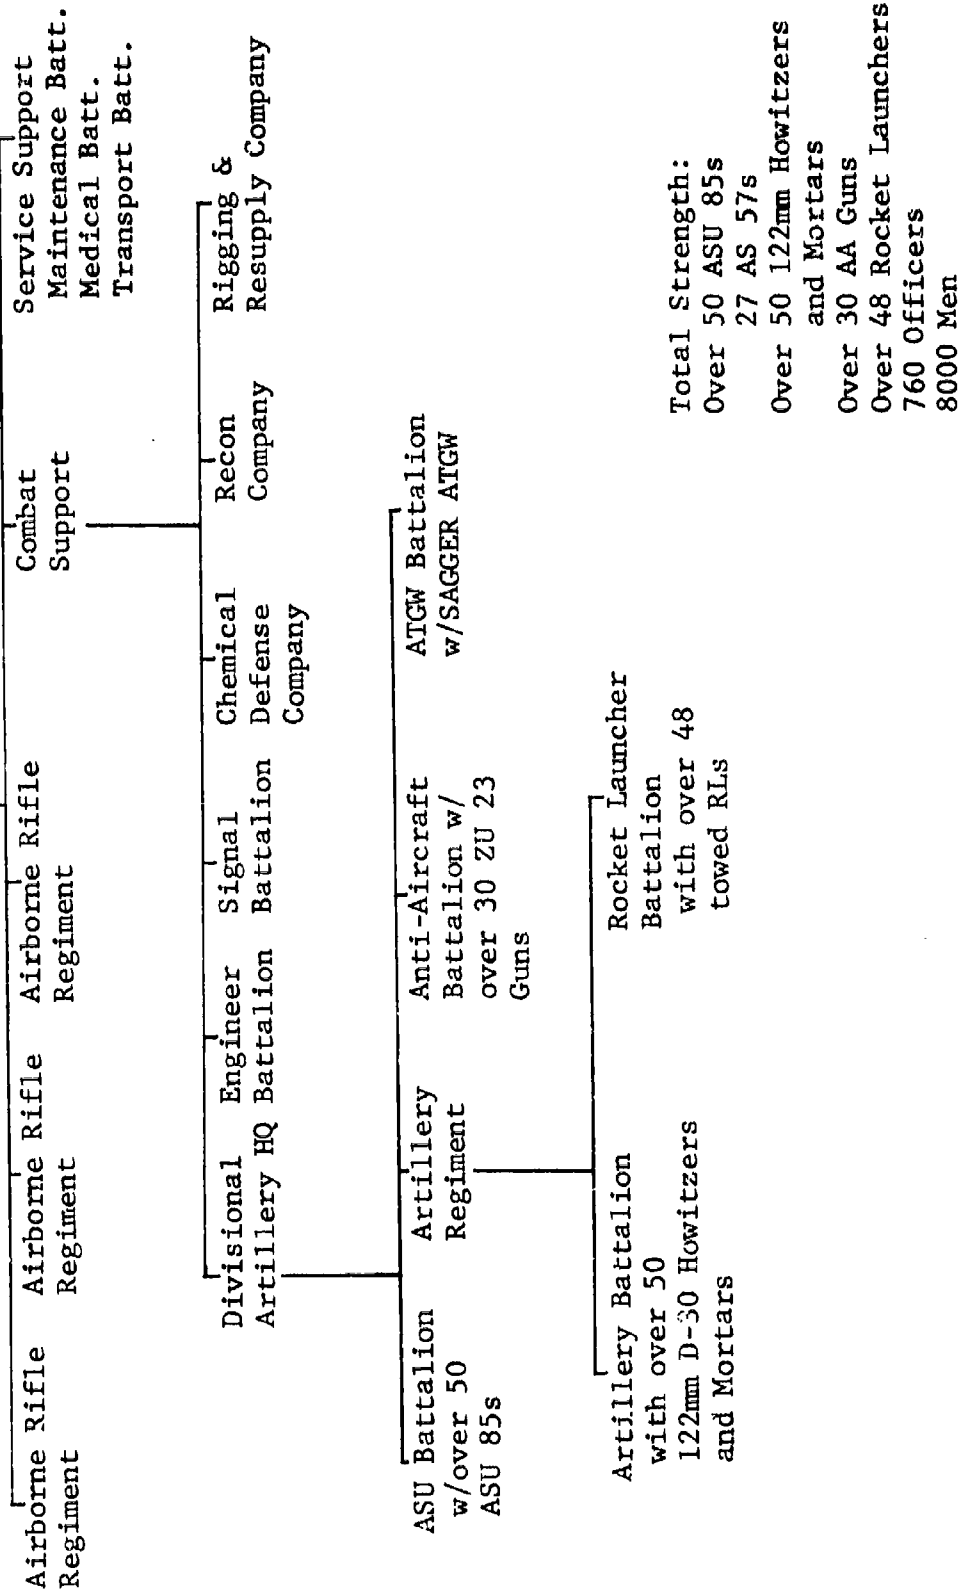 Airborne Rifle
Regiment
Airborne Rifle
Regiment
Airborne Rifle
Regiment
Combat
Support
Service Support
Maintenance Batt.
Medical Batt.
Transport Batt.
Divisional
Artillery HQ
Engineer
Battalion
Signal
Battalion
Chemical
Defense
Company
Recon
Company
Rigging &
Resupply Company
ASU Battalion
w/over 50
ASU 85s
Artillery
Regiment
Anti-Aircraft
Battalion w/
over 30 ZU 23
Guns
ATGW Battalion
w/SAGGER ATGW
Artillery Battalion
with over 50
122mm D-30 Howitzers
and Mortars
Rocket Launcher
Battalion
with over 48
towed RLs
Total Strength:
Over 50 ASU 85s
27 AS 57s
Over 50 122mm Howitzers
and Mortars
Over 30 AA Guns
Over 48 Rocket Launchers
760 Officers
8000 Men